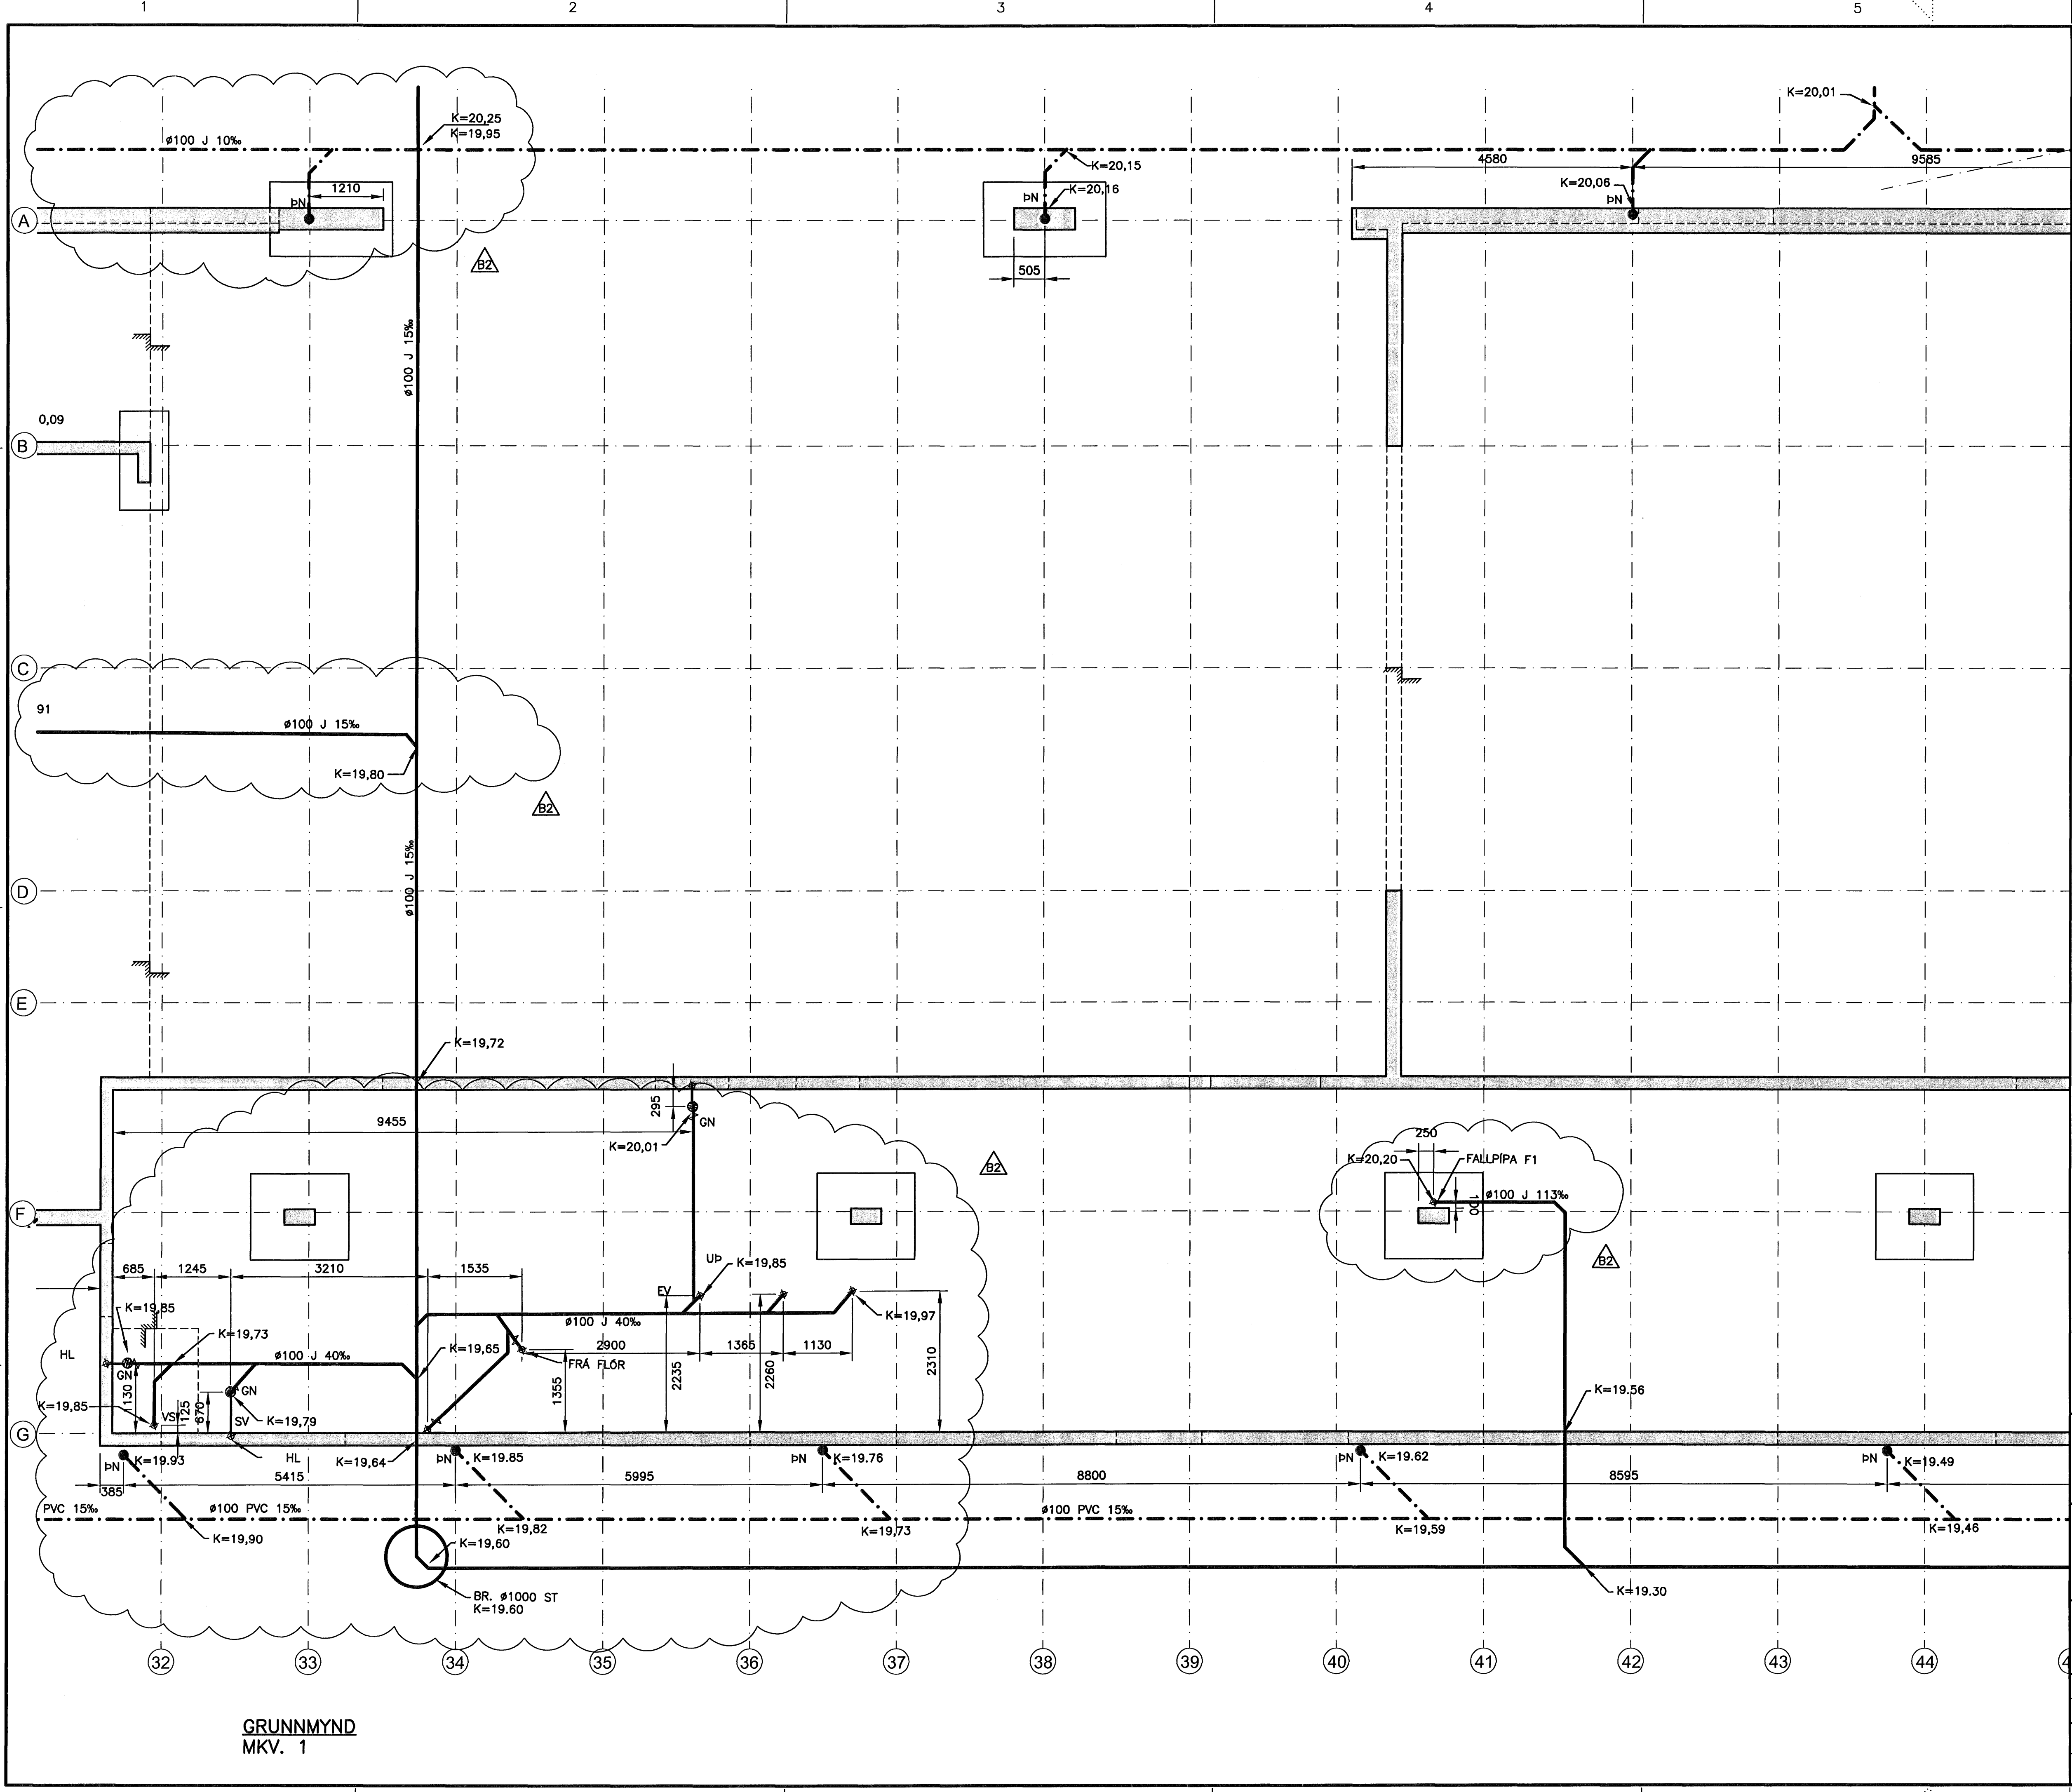 1 2 3 4 5
K=20,01
K=20,25
K=19,95
ø100 J 10‰
K=20,15
4580
9585
1210
ÞN
ÞN
K=20,16
K=20,06
ÞN
A
B2
505
ø100 J 15‰
0,09
B
C
91
ø100 J 15‰
K=19,80
B2
ø100 J 15‰
D
E
K=19,72
295
9455
GN
K=20,01
250
B2
K=20,20
FALLPÍPA F1
F
100
ø100 J 113‰
B2
685
1245
3210
1535
UÞ
K=19,85
EV
K=19,85
K=19,97
ø100 J 40‰
K=19,73
HL
ø100 J 40‰
K=19,65
2900
1365
1130
FRÁ FLÓR
GN
1130
GN
1355
2235
2260
2310
K=19,85
VS
125
670
SV
K=19,79
K=19.56
G
HL
K=19,64
ÞN
K=19.93
ÞN
K=19.85
ÞN
K=19.76
ÞN
K=19.62
ÞN
K=19.49
385
5415
5995
8800
8595
PVC 15‰
ø100 PVC 15‰
ø100 PVC 15‰
K=19,90
K=19,82
K=19,73
K=19,59
K=19,46
K=19,60
BR. ø1000 ST
K=19.60
K=19.30
32 33 34 35 36 37 38 39 40 41 42 43 44
GRUNNMYND
MKV. 1